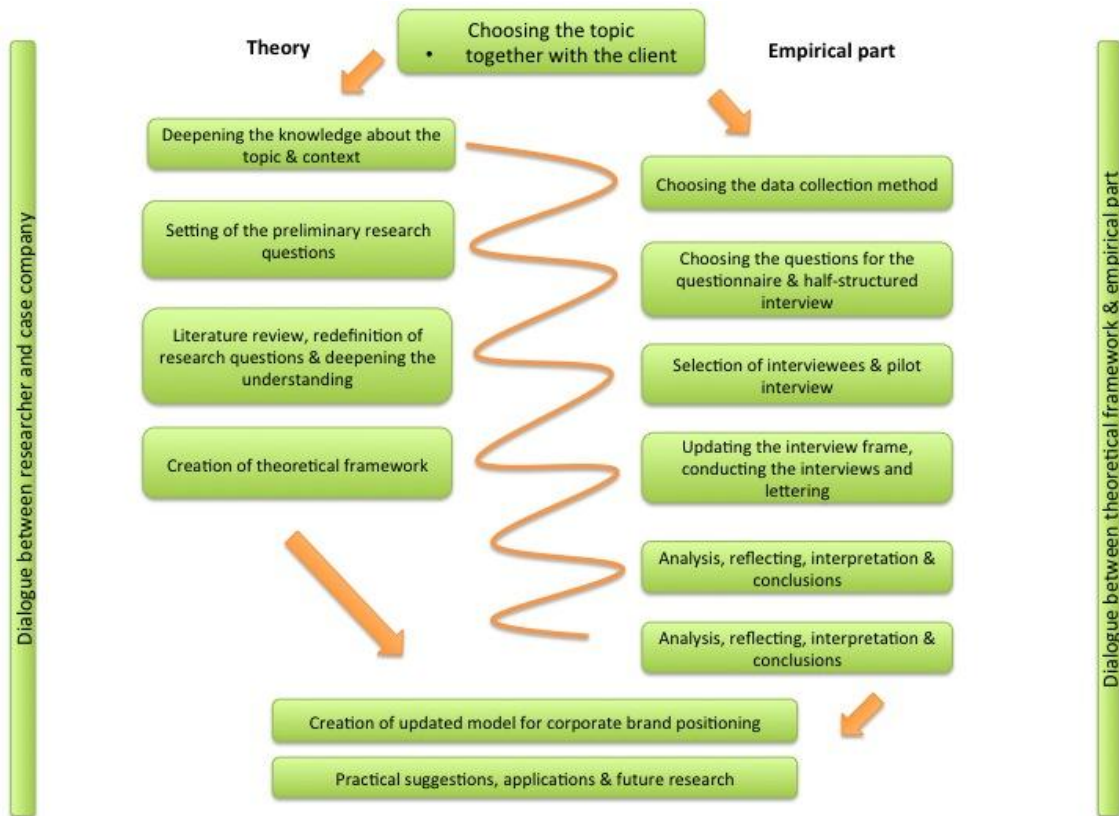 Choosing the topic
• together with the client
Theory
Empirical part
Deepening the knowledge about the
topic & context
Setting of the preliminary research
questions
Literature review, redefinition of
research questions & deepening the
understanding
Creation of theoretical framework
Choosing the data collection method
Choosing the questions for the
questionnaire & half-structured
interview
Selection of interviewees & pilot
interview
Updating the interview frame,
conducting the interviews and
lettering
Analysis, reflecting, interpretation &
conclusions
Analysis, reflecting, interpretation &
conclusions
Creation of updated model for corporate brand positioning
Practical suggestions, applications & future research
Dialogue between researcher and case company
Dialogue between theoretical framework & empirical part